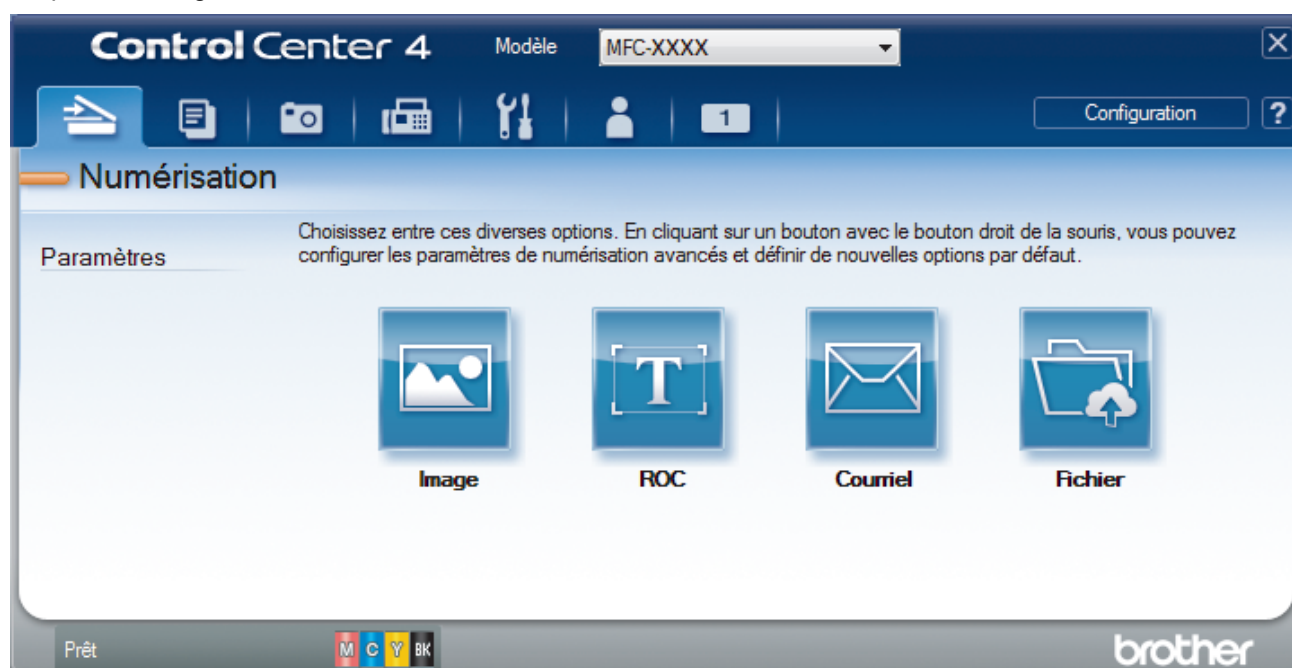 Control Center 4 Modèle MFC-XXXX
1 Configuration ?
Numérisation
Paramètres
Choisissez entre ces diverses options. En cliquant sur un bouton avec le bouton droit de la souris, vous pouvez
configurer les paramètres de numérisation avancés et définir de nouvelles options par défaut.
T
Image ROC Courriel Fichier
Prêt M C Y BK brother